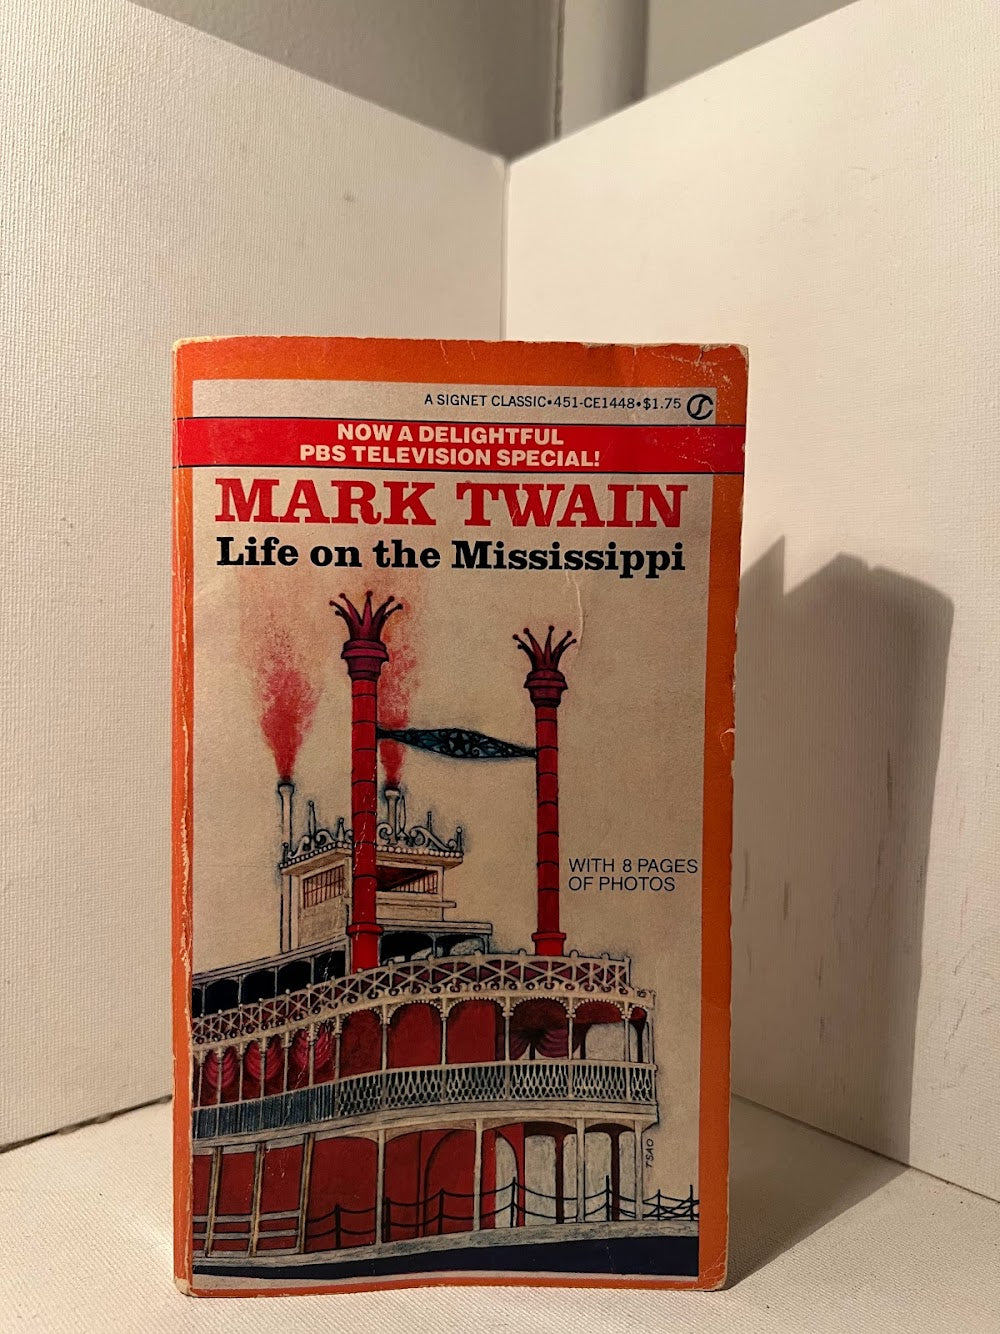 A SIGNET CLASSIC•451-CE1448•$1.75
NOW A DELIGHTFUL
PBS TELEVISION SPECIAL!
MARK TWAIN
Life on the Mississippi
WITH 8 PAGES
OF PHOTOS
TSAO